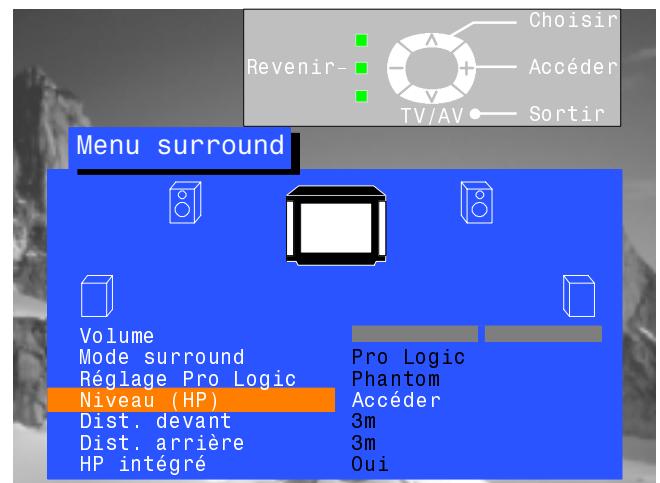 Choisir
Revenir- Accéder
TV/AV Sortir
Menu surround
Volume
Mode surround Pro Logic
Réglage Pro Logic Phantom
Niveau (HP) Accéder
Dist. devant 3m
Dist. arrière 3m
HP intégré Oui